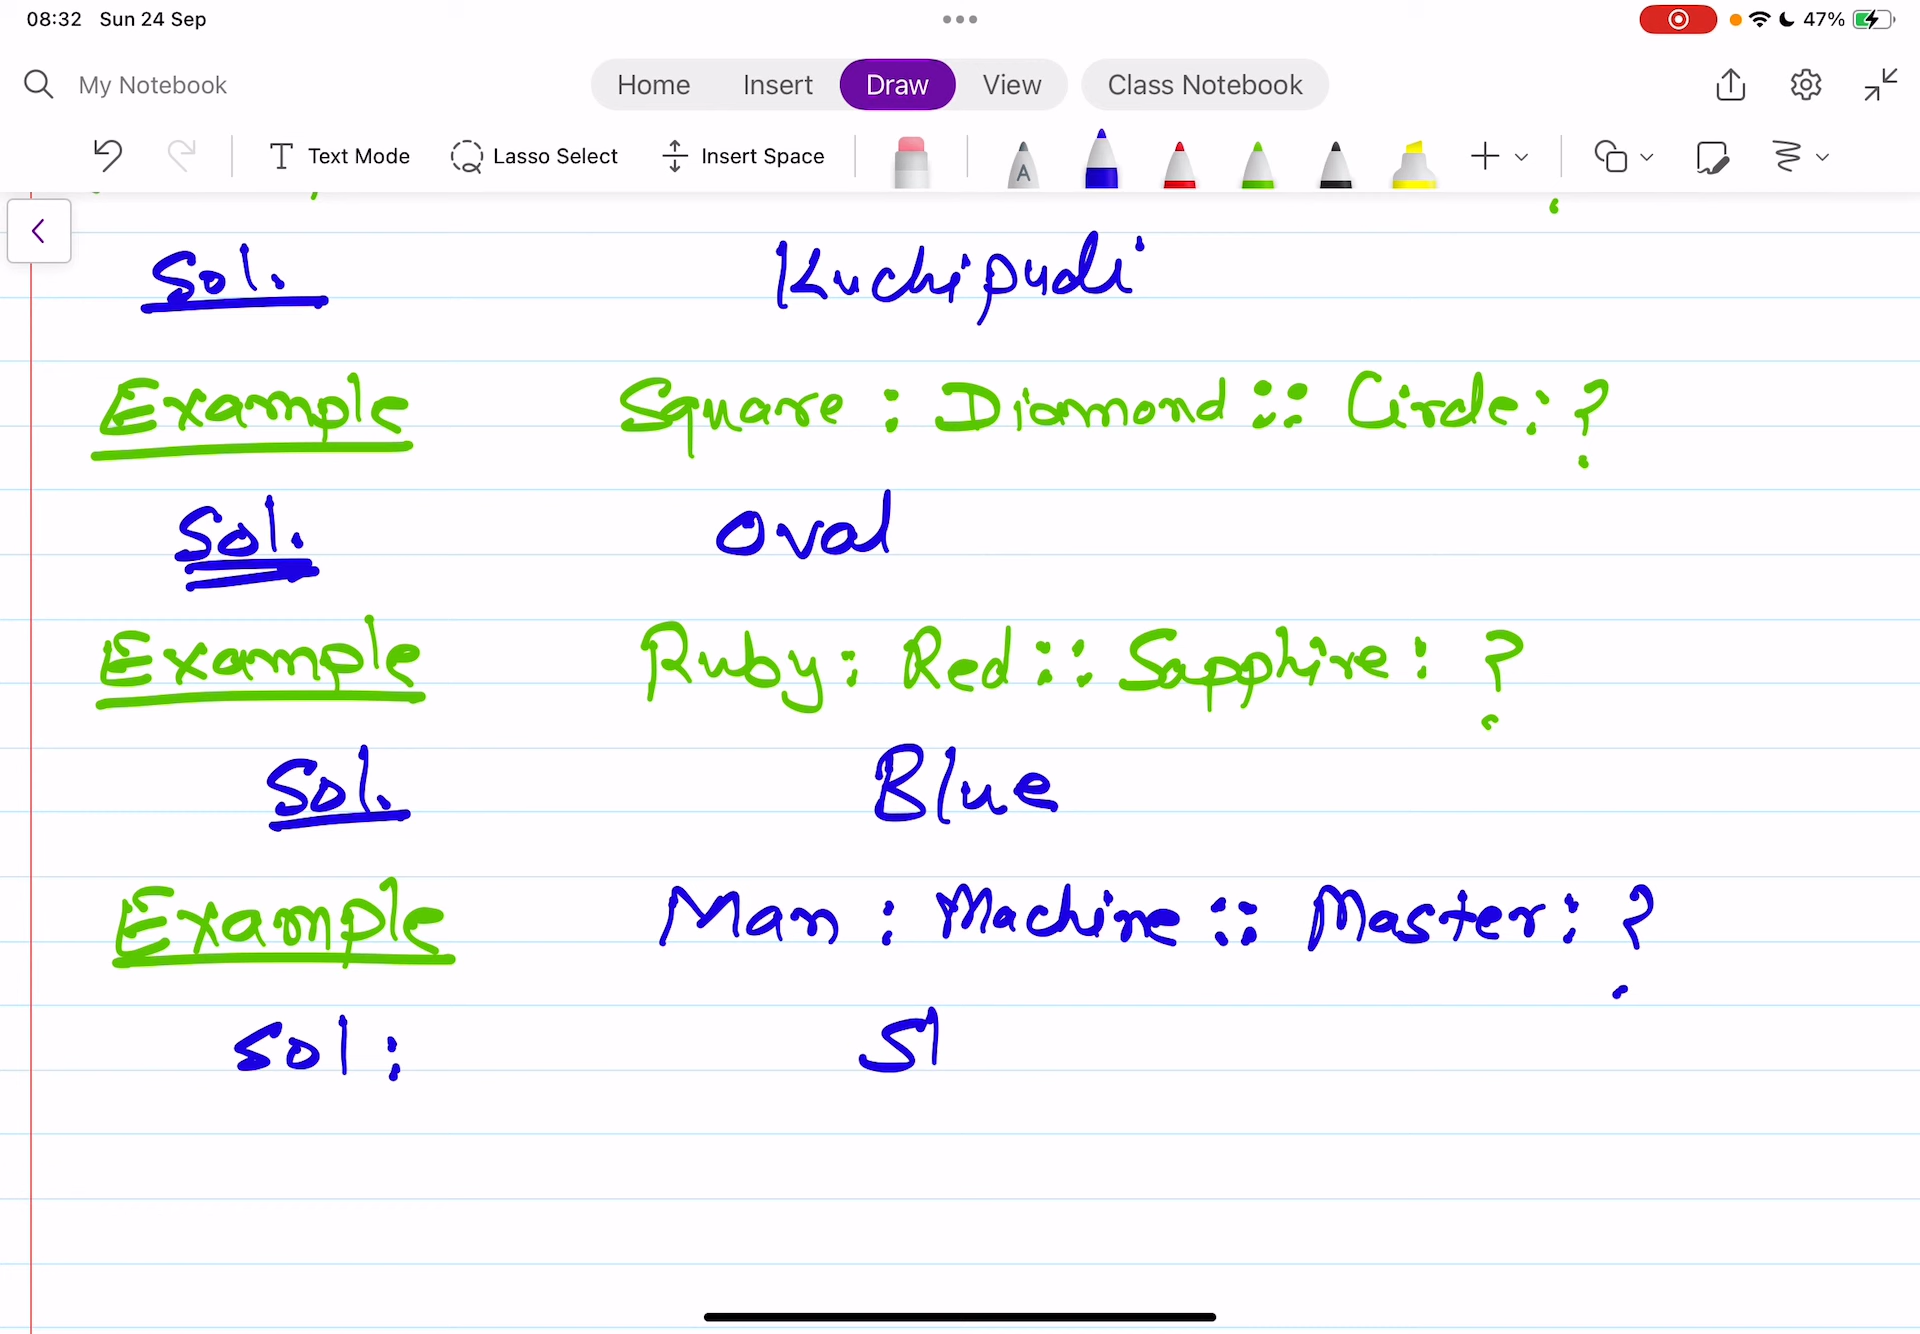 08:32 Sun 24 Sep 47%
My Notebook Home Insert Draw View Class Notebook
Text Mode Lasso Select Insert Space A
Sol. Kuchipudi
Example Square : Diamond :: Circle : ?
Sol. Oval
Example Ruby : Red :: Sapphire : ?
Sol. Blue
Example Man : Machine :: Master : ?
Sol : Sl